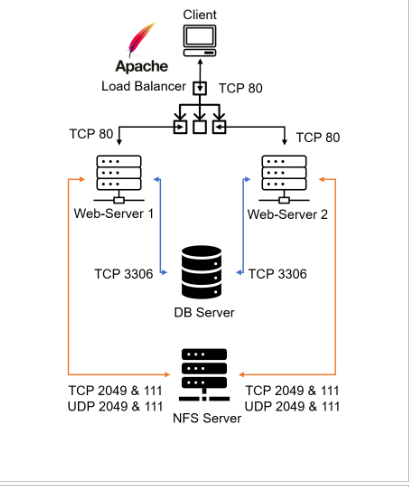 Client
Apache
Load Balancer
TCP 80
TCP 80
TCP 80
Web-Server 1
Web-Server 2
TCP 3306
TCP 3306
DB Server
TCP 2049 & 111
UDP 2049 & 111
TCP 2049 & 111
UDP 2049 & 111
NFS Server